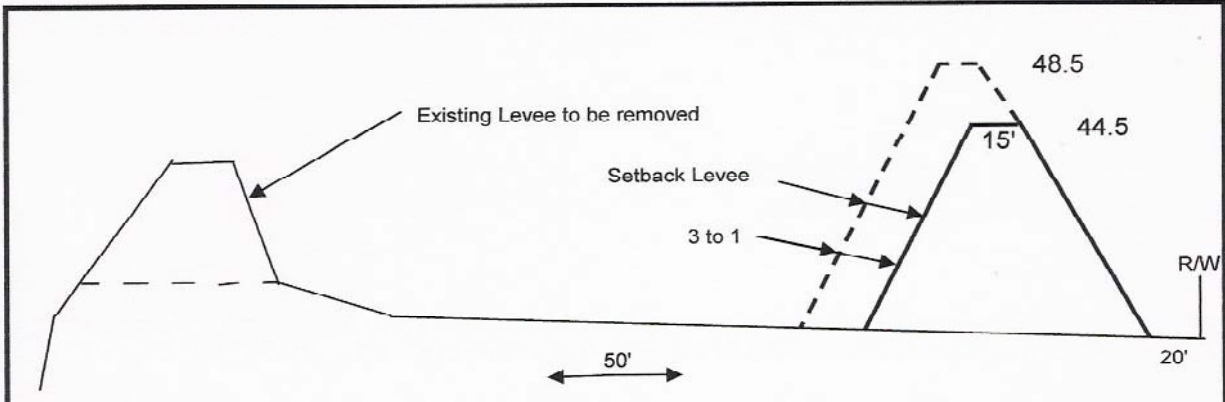 48.5
Existing Levee to be removed
44.5
15'
Setback Levee
3 to 1
R/W
50'
20'